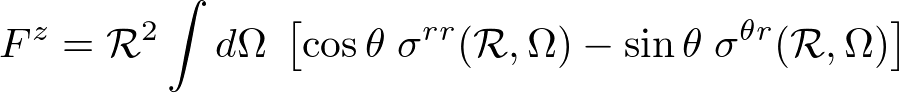 F^z = \mathcal{R}^2 \int d\Omega \left[ \cos\theta \, \sigma^{rr}(\mathcal{R}, \Omega) - \sin\theta \, \sigma^{\theta r}(\mathcal{R}, \Omega) \right]